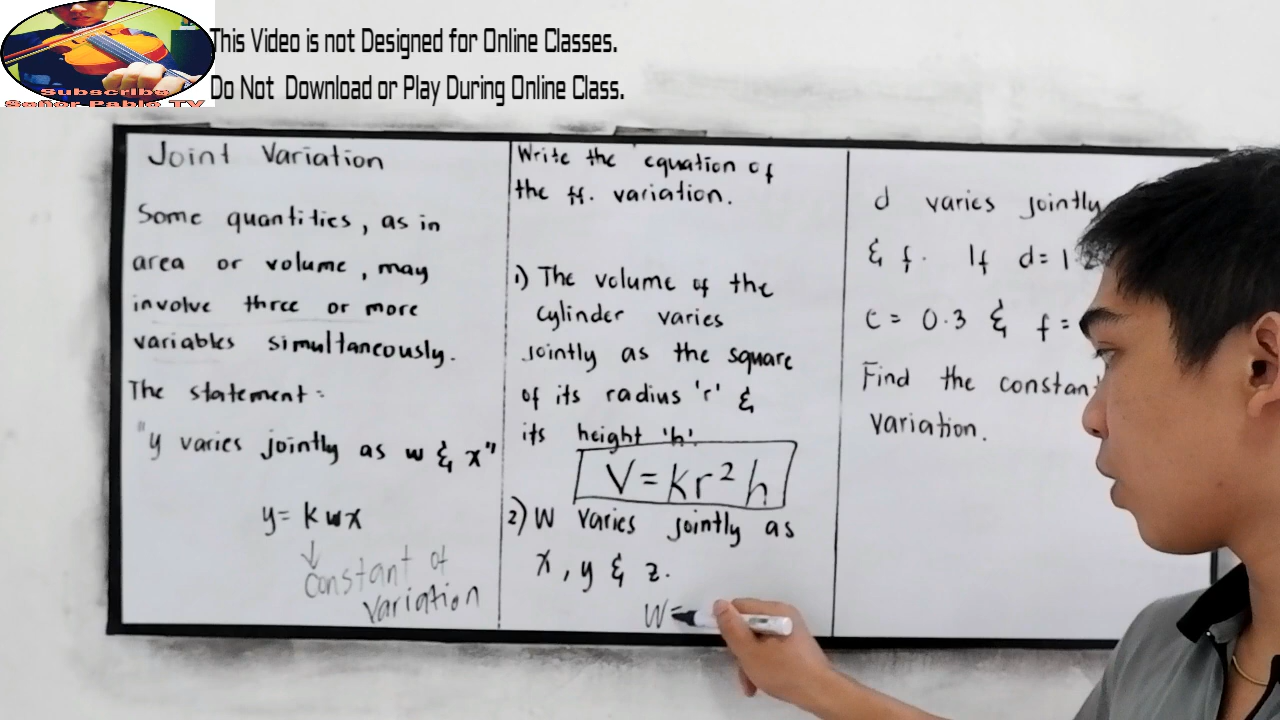 This Video is not Designed for Online Classes.
Do Not Download or Play During Online Class.
Subscribe
Señor Pablo TV
Joint Variation
Some quantities, as in
area or volume, may
involve three or more
variables simultaneously.
The statement:
"y varies jointly as w & x"
y= kwx
constant of
variation
Write the equation of
the ff. variation.
1) The volume of the
cylinder varies
jointly as the square
of its radius 'r' &
its height 'h'.
V=kr²h
2) W varies jointly as
x, y & z.
W=
d varies jointly
& f. If d=
e= 0.3 & f=
Find the
variation.